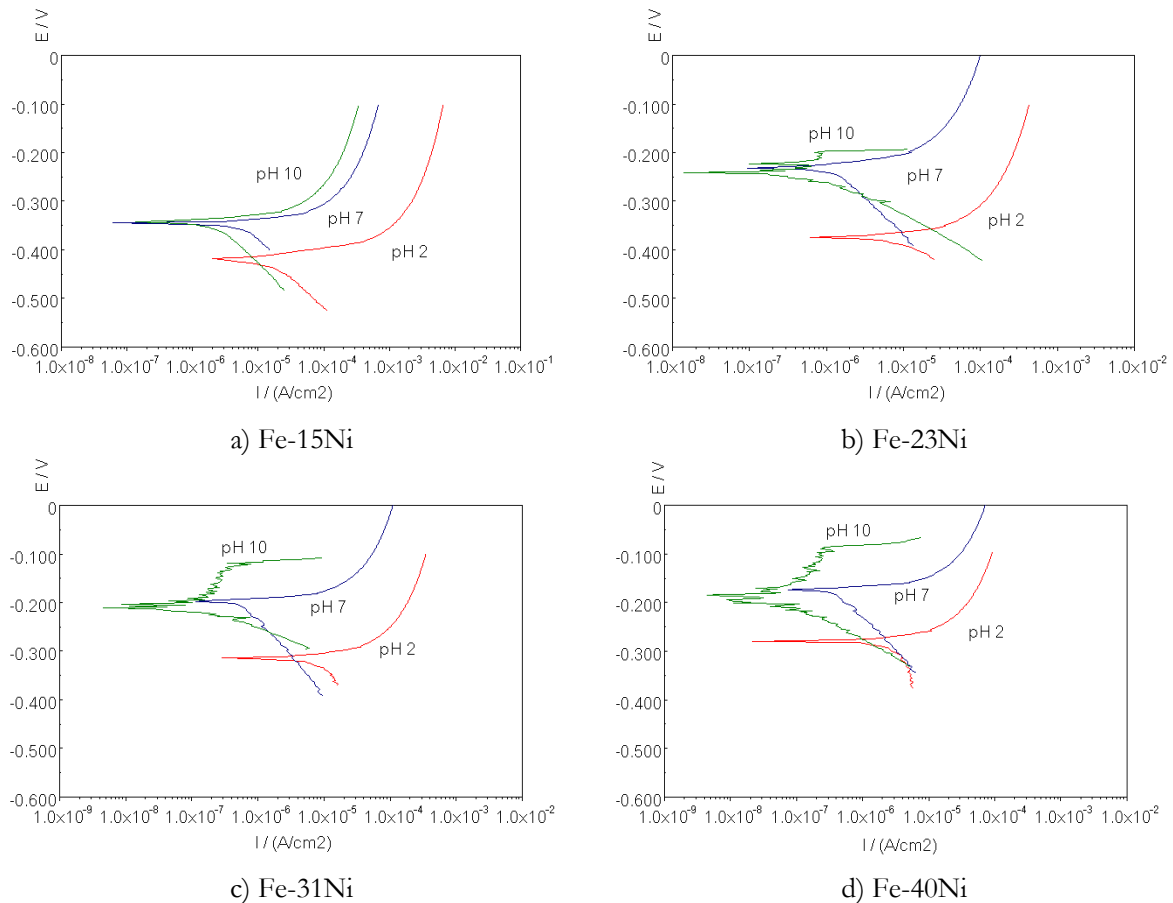 E / V
0
-0.100
-0.200
-0.300
-0.400
-0.500
-0.600
pH 10
pH 7
pH 2
1.0x10⁻⁸ 1.0x10⁻⁷ 1.0x10⁻⁶ 1.0x10⁻⁵ 1.0x10⁻⁴ 1.0x10⁻³ 1.0x10⁻² 1.0x10⁻¹
I / (A/cm2)
a) Fe-15Ni
E / V
0
-0.100
-0.200
-0.300
-0.400
-0.500
-0.600
pH 10
pH 7
pH 2
1.0x10⁻⁸ 1.0x10⁻⁷ 1.0x10⁻⁶ 1.0x10⁻⁵ 1.0x10⁻⁴ 1.0x10⁻³ 1.0x10⁻²
I / (A/cm2)
b) Fe-23Ni
E / V
0
-0.100
-0.200
-0.300
-0.400
-0.500
-0.600
pH 10
pH 7
pH 2
1.0x10⁻⁹ 1.0x10⁻⁸ 1.0x10⁻⁷ 1.0x10⁻⁶ 1.0x10⁻⁵ 1.0x10⁻⁴ 1.0x10⁻³ 1.0x10⁻²
I / (A/cm2)
c) Fe-31Ni
E / V
0
-0.100
-0.200
-0.300
-0.400
-0.500
-0.600
pH 10
pH 7
pH 2
1.0x10⁻⁹ 1.0x10⁻⁸ 1.0x10⁻⁷ 1.0x10⁻⁶ 1.0x10⁻⁵ 1.0x10⁻⁴ 1.0x10⁻³ 1.0x10⁻²
I / (A/cm2)
d) Fe-40Ni